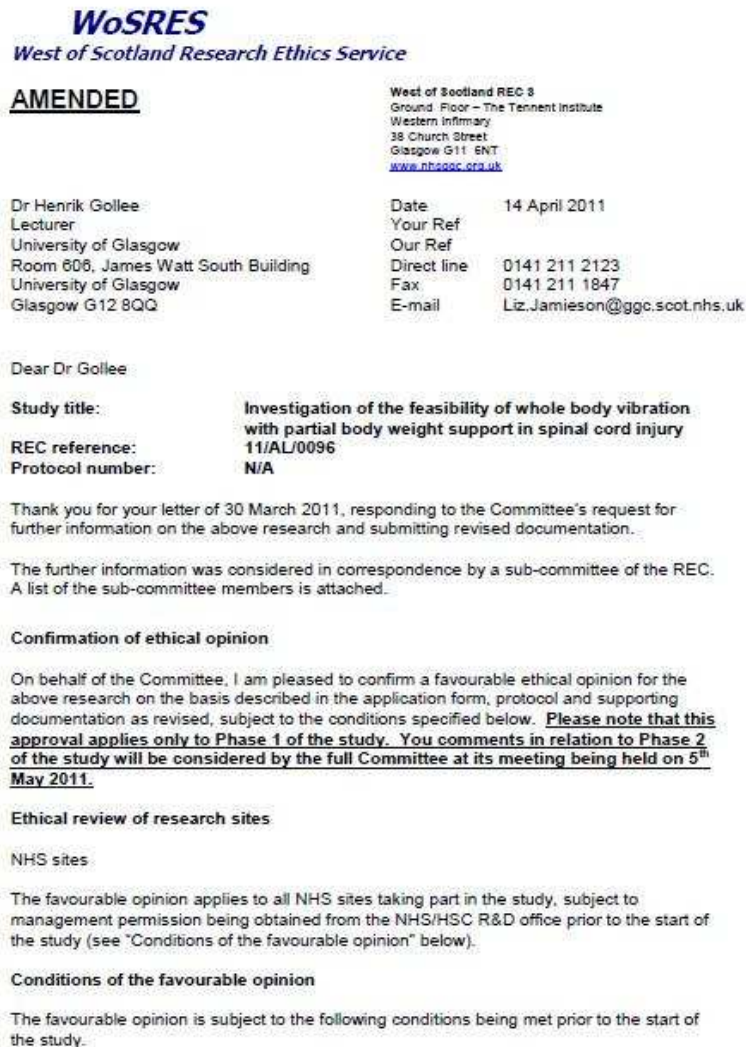 WoSRES
West of Scotland Research Ethics Service
AMENDED
West of Scotland REC 3
Ground Floor – The Tennent Institute
Western Infirmary
38 Church Street
Glasgow G11 6NT
www.nhsggc.org.uk
Dr Henrik Gollee
Lecturer
University of Glasgow
Room 606, James Watt South Building
University of Glasgow
Glasgow G12 8QQ
Date 14 April 2011
Your Ref
Our Ref
Direct line 0141 211 2123
Fax 0141 211 1847
E-mail Liz.Jamieson@ggc.scot.nhs.uk
Dear Dr Gollee
Study title: Investigation of the feasibility of whole body vibration
with partial body weight support in spinal cord injury
REC reference: 11/AL/0096
Protocol number: N/A
Thank you for your letter of 30 March 2011, responding to the Committee's request for
further information on the above research and submitting revised documentation.
The further information was considered in correspondence by a sub-committee of the REC.
A list of the sub-committee members is attached.
Confirmation of ethical opinion
On behalf of the Committee, I am pleased to confirm a favourable ethical opinion for the
above research on the basis described in the application form, protocol and supporting
documentation as revised, subject to the conditions specified below. Please note that this
approval applies only to Phase 1 of the study. You comments in relation to Phase 2
of the study will be considered by the full Committee at its meeting being held on 5th
May 2011.
Ethical review of research sites
NHS sites
The favourable opinion applies to all NHS sites taking part in the study, subject to
management permission being obtained from the NHS/HSC R&D office prior to the start of
the study (see "Conditions of the favourable opinion" below).
Conditions of the favourable opinion
The favourable opinion is subject to the following conditions being met prior to the start of
the study.